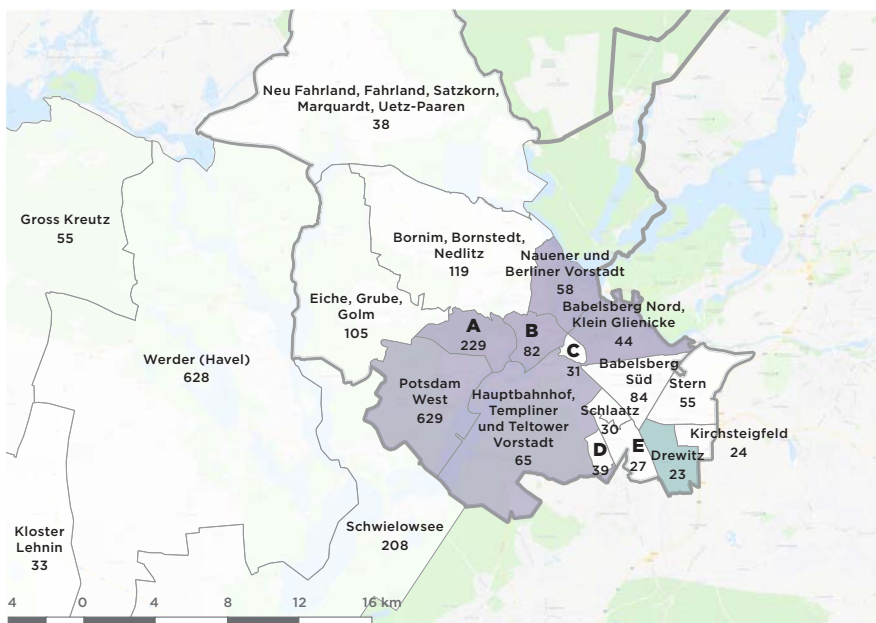 Neu Fahrland, Fahrland, Satzkorn,
Marquardt, Uetz-Paaren
38
Gross Kreutz
55
Bornim, Bornstedt,
Nedlitz
119
Nauener und
Berliner Vorstadt
58
Eiche, Grube,
Golm
105
Babelsberg Nord,
Klein Glienicke
44
A
229
B
82
C
31
Werder (Havel)
628
Potsdam
West
629
Hauptbahnhof,
Templiner
und Teltower
Vorstadt
65
Babelsberg
Süd
84
Stern
55
Schlaatz
30
Kirchsteigfeld
24
D
39
E
27
Drewitz
23
Schwielowsee
208
Kloster
Lehnin
33
4 0 4 8 12 16 km